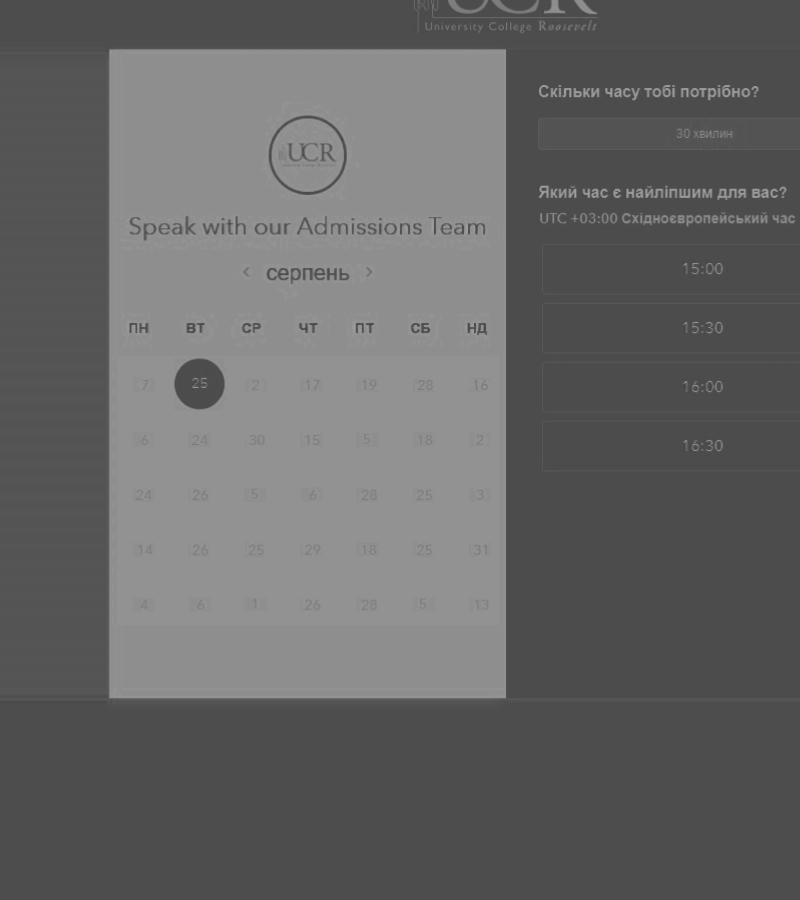 UCR
University College Roosevelt
UCR
Speak with our Admissions Team
‹ серпень ›
ПН ВТ СР ЧТ ПТ СБ НД
7 25 2 17 19 28 16
6 24 30 15 5 18 2
24 26 5 6 28 25 3
14 26 25 29 18 25 31
4 6 1 26 28 5 13
Скільки часу тобі потрібно?
30 хвилин
Який час є найліпшим для вас?
UTC +03:00 Східноєвропейський час
15:00
15:30
16:00
16:30